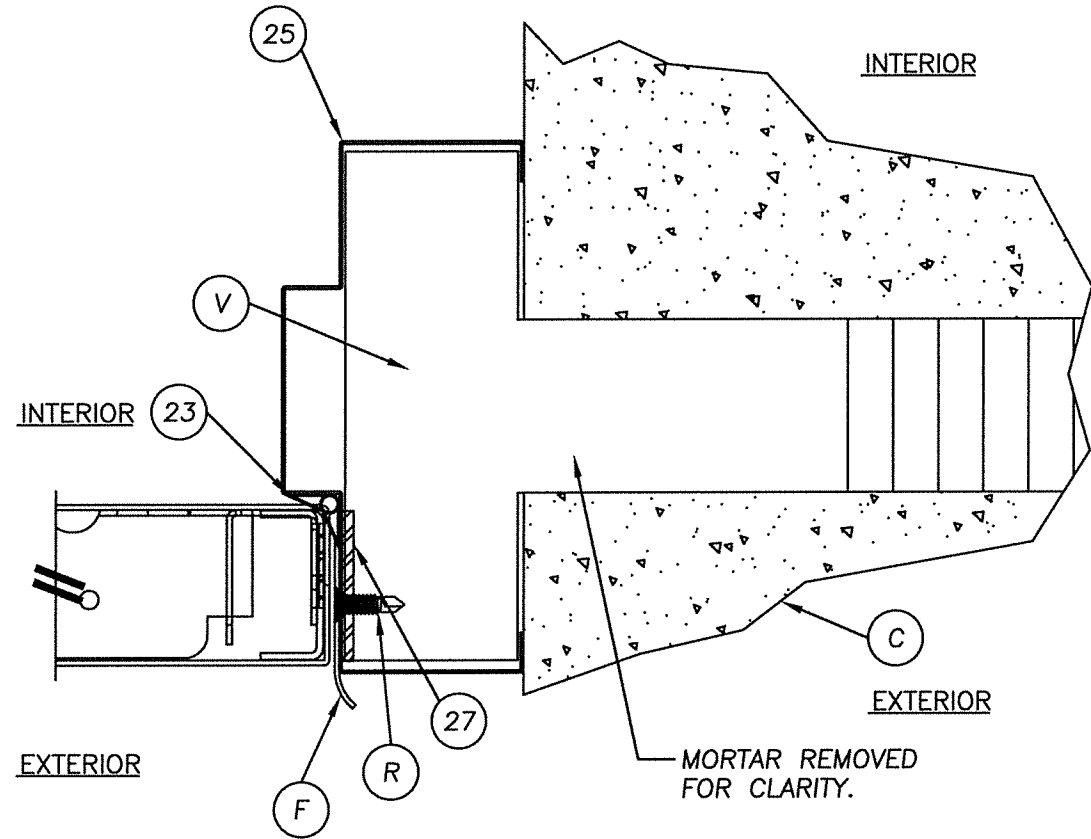 25
INTERIOR
V
INTERIOR
23
C
EXTERIOR
27
R
F
EXTERIOR
MORTAR REMOVED
FOR CLARITY.